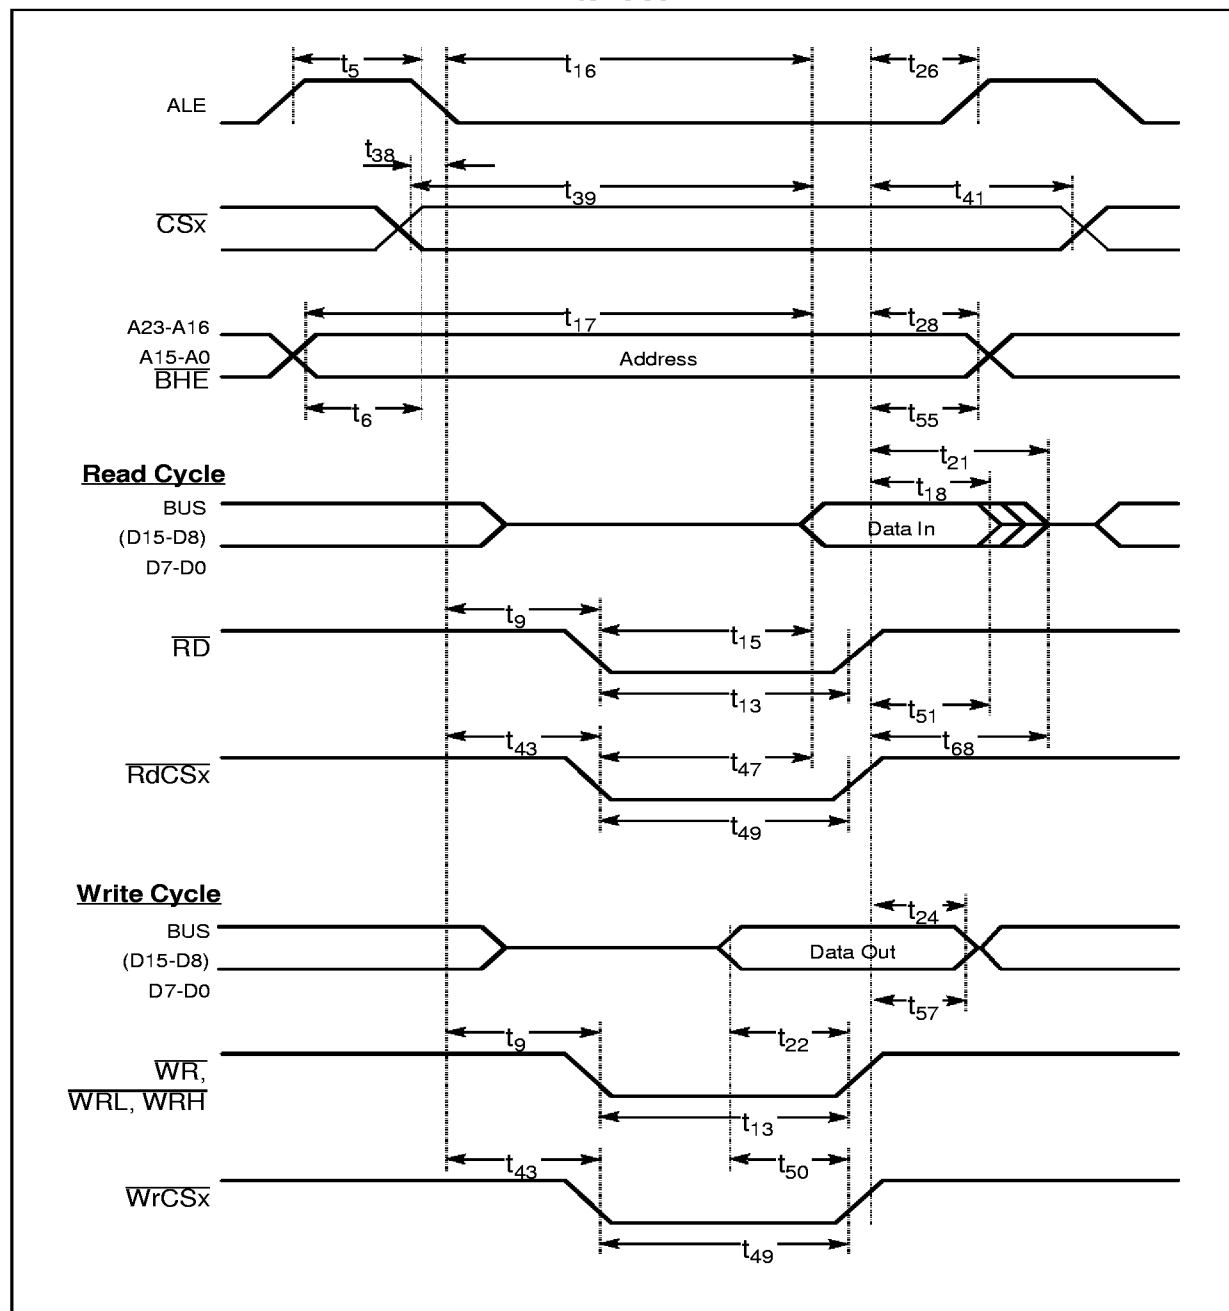 t5 t16 t26
ALE
t38
t39 t41
CSx
t17 t28
A23-A16
A15-A0 Address
BHE
t6 t55
t21
Read Cycle
t18
BUS
(D15-D8) Data In
D7-D0
t9
t15
RD
t13 t51
t43 t68
t47
RdCSx
t49
Write Cycle
t24
BUS
(D15-D8) Data Out
D7-D0
t57
t9 t22
WR,
WRL, WRH
t13
t43 t50
WrCSx
t49